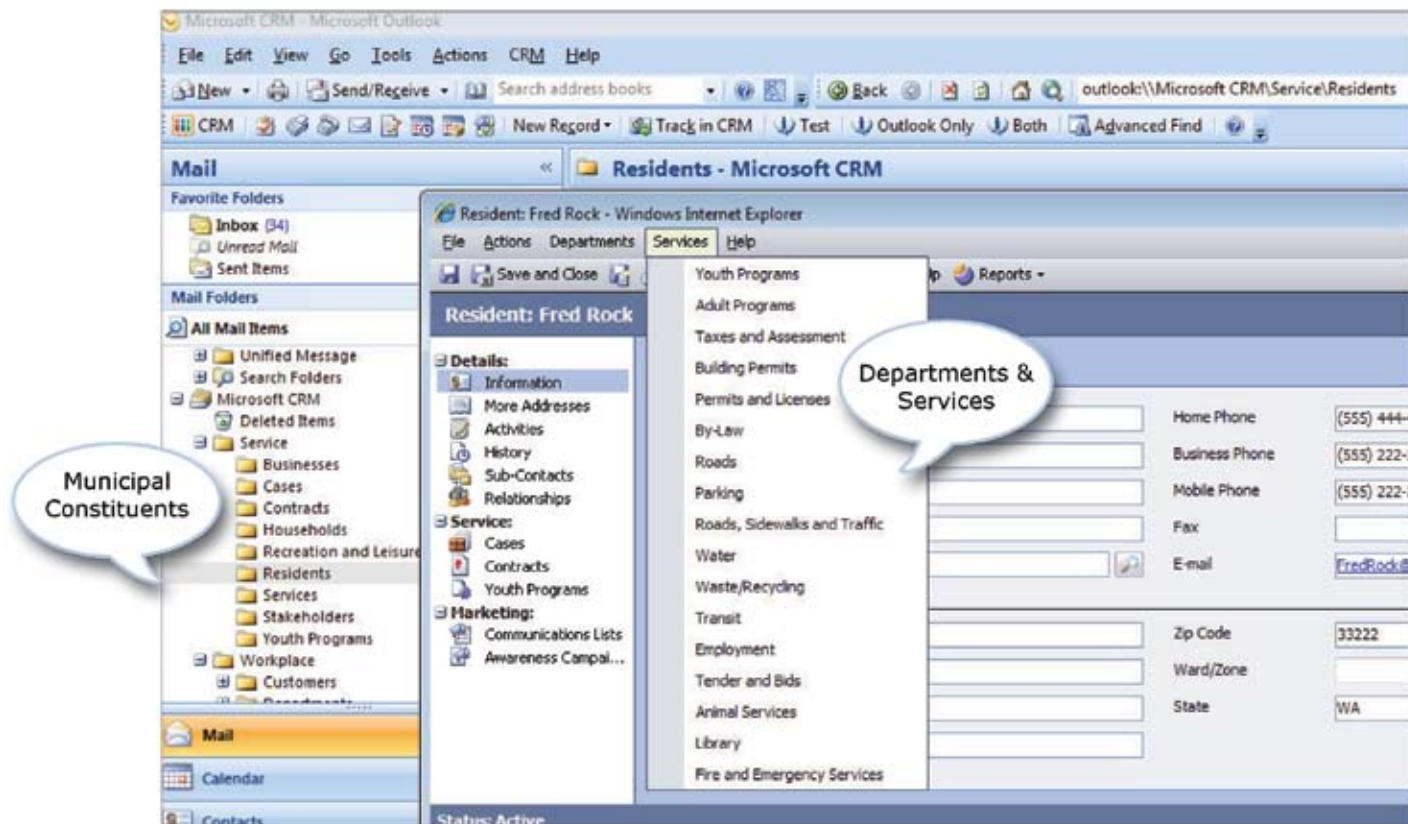 Microsoft CRM - Microsoft Outlook
File Edit View Go Tools Actions CRM Help
New Send/Receive Search address books Back outlook:\\Microsoft CRM\Service\Residents
CRM New Record Track in CRM Test Outlook Only Both Advanced Find
Mail « Residents - Microsoft CRM
Favorite Folders
Inbox (34)
Unread Mail
Sent Items
Mail Folders
All Mail Items
Unified Message
Search Folders
Microsoft CRM
Deleted Items
Service
Businesses
Cases
Contracts
Households
Recreation and Leisure
Residents
Services
Stakeholders
Youth Programs
Workplace
Customers
Mail
Calendar
Contacts
Municipal
Constituents
Resident: Fred Rock - Windows Internet Explorer
File Actions Departments Services Help
Save and Close Reports
Resident: Fred Rock
Details:
Information
More Addresses
Activities
History
Sub-Contacts
Relationships
Service:
Cases
Contracts
Youth Programs
Marketing:
Communications Lists
Awareness Campai...
Status: Active
Youth Programs
Adult Programs
Taxes and Assessment
Building Permits
Permits and Licenses
By-Law
Roads
Parking
Roads, Sidewalks and Traffic
Water
Waste/Recycling
Transit
Employment
Tender and Bids
Animal Services
Library
Fire and Emergency Services
Departments &
Services
Home Phone (555) 444-
Business Phone (555) 222-
Mobile Phone (555) 222-
Fax
E-mail FredRock@
Zip Code 33222
Ward/Zone
State WA